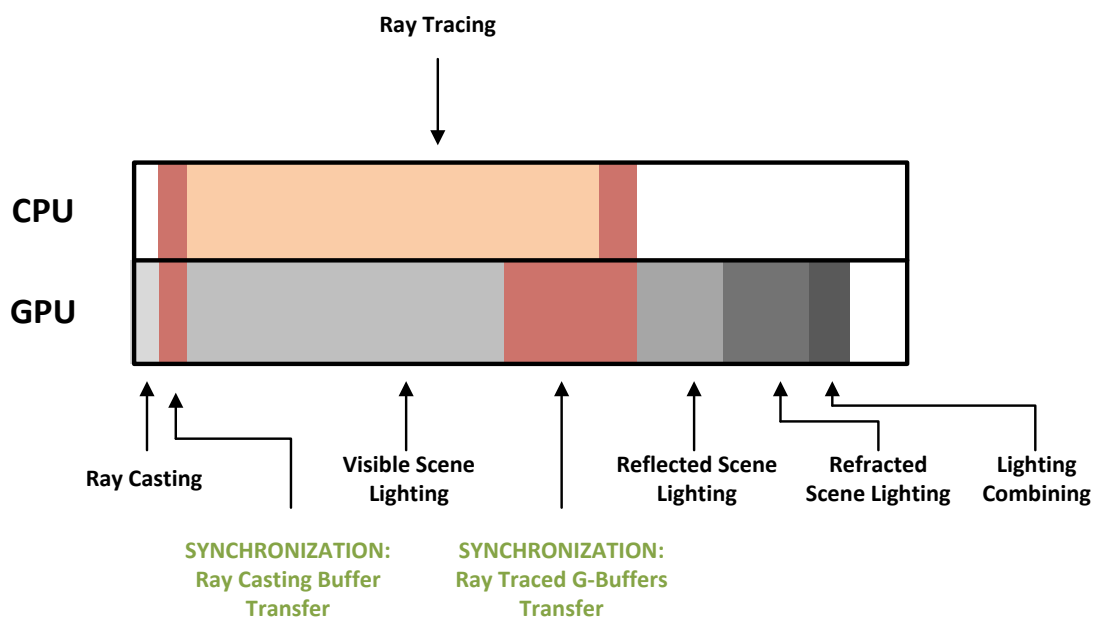 Ray Tracing
CPU
GPU
Ray Casting
Visible Scene
Lighting
Reflected Scene
Lighting
Refracted
Scene Lighting
Lighting
Combining
SYNCHRONIZATION:
Ray Casting Buffer
Transfer
SYNCHRONIZATION:
Ray Traced G-Buffers
Transfer